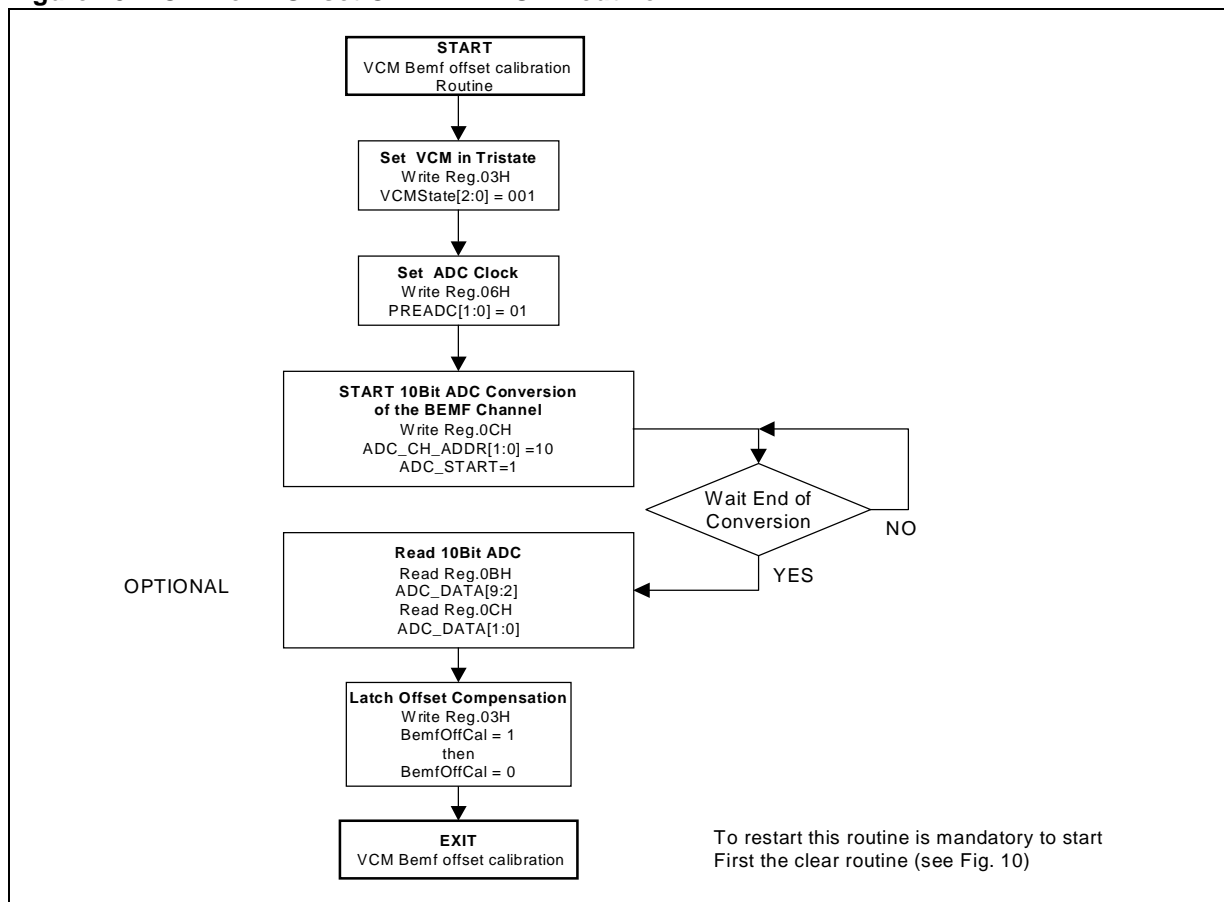 START
VCM Bemf offset calibration
Routine
Set VCM in Tristate
Write Reg.03H
VCMState[2:0] = 001
Set ADC Clock
Write Reg.06H
PREADC[1:0] = 01
START 10Bit ADC Conversion
of the BEMF Channel
Write Reg.0CH
ADC_CH_ADDR[1:0] =10
ADC_START=1
Wait End of
Conversion
NO
YES
OPTIONAL
Read 10Bit ADC
Read Reg.0BH
ADC_DATA[9:2]
Read Reg.0CH
ADC_DATA[1:0]
Latch Offset Compensation
Write Reg.03H
BemfOffCal = 1
then
BemfOffCal = 0
EXIT
VCM Bemf offset calibration
To restart this routine is mandatory to start
First the clear routine (see Fig. 10)